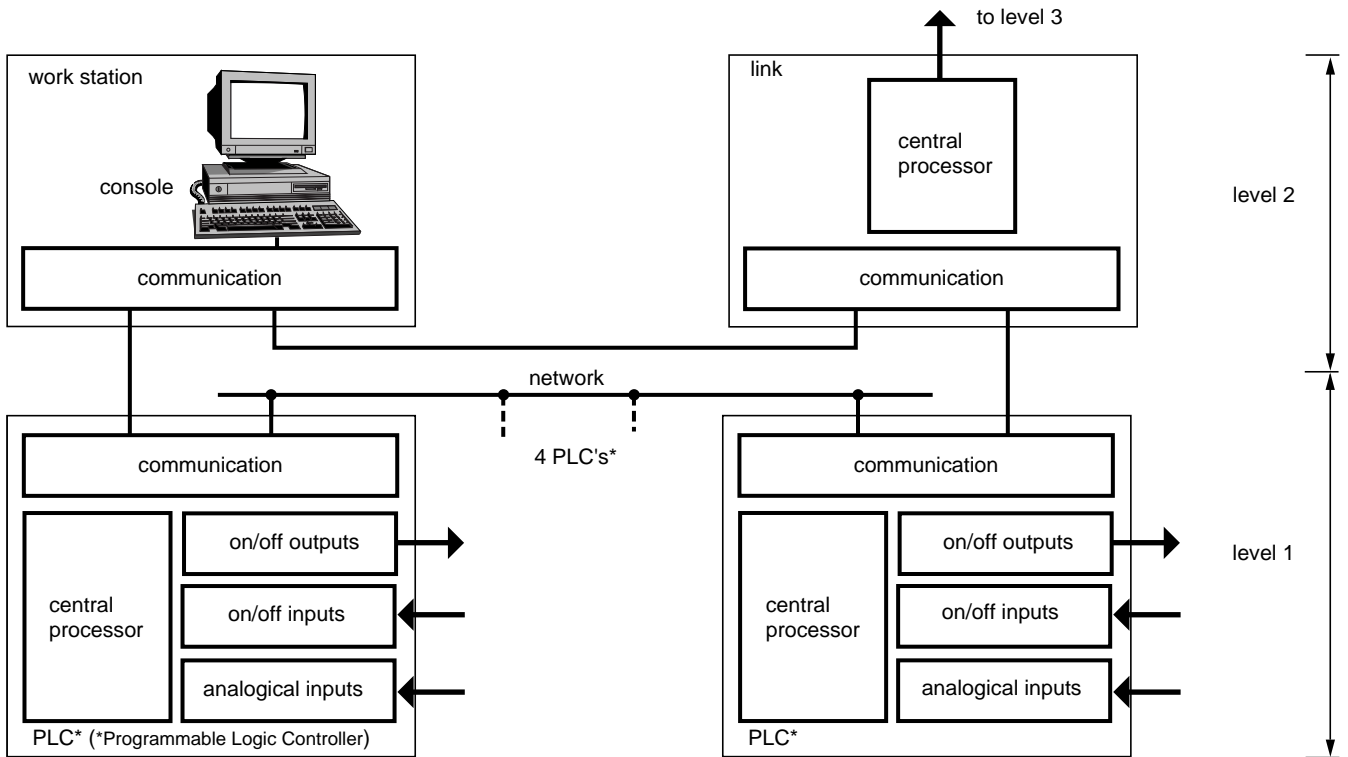 to level 3
work station
link
central
processor
console
level 2
communication
communication
network
4 PLC's*
communication
communication
on/off outputs
on/off outputs
level 1
central
processor
on/off inputs
central
processor
on/off inputs
analogical inputs
analogical inputs
PLC* (*Programmable Logic Controller)
PLC*